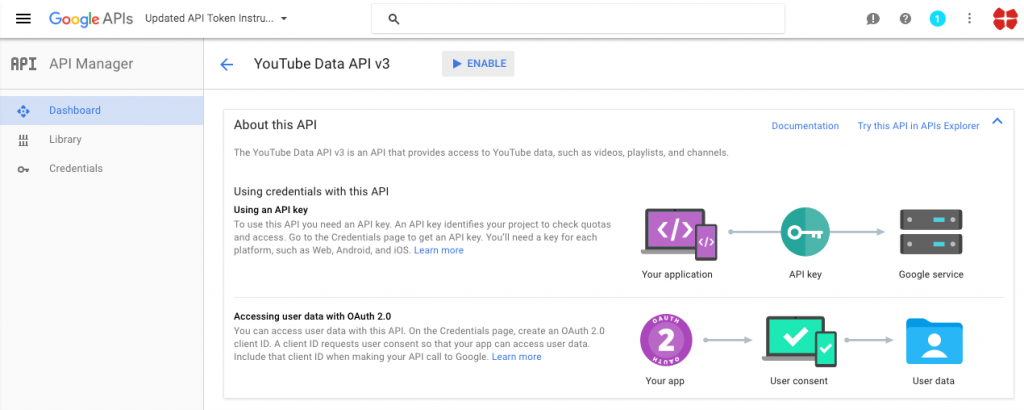 Google APIs
Updated API Token Instru...
1
API API Manager
YouTube Data API v3
ENABLE
Dashboard
Library
Credentials
About this API
Documentation
Try this API in APIs Explorer
The YouTube Data API v3 is an API that provides access to YouTube data, such as videos, playlists, and channels.
Using credentials with this API
Using an API key
To use this API you need an API key. An API key identifies your project to check quotas
and access. Go to the Credentials page to get an API key. You'll need a key for each
platform, such as Web, Android, and iOS. Learn more
</>
</>
Your application
API key
Google service
Accessing user data with OAuth 2.0
You can access user data with this API. On the Credentials page, create an OAuth 2.0
client ID. A client ID requests user consent so that your app can access user data.
Include that client ID when making your API call to Google. Learn more
OAUTH
2
OAUTH
Your app
User consent
User data